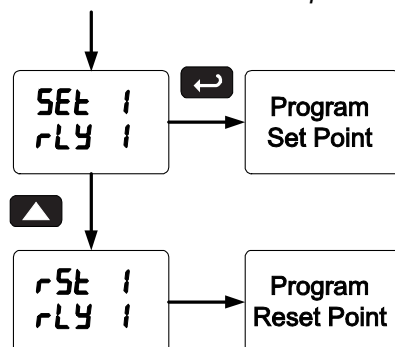 SEt 1
rLY 1
Program
Set Point
rSt 1
rLY 1
Program
Reset Point